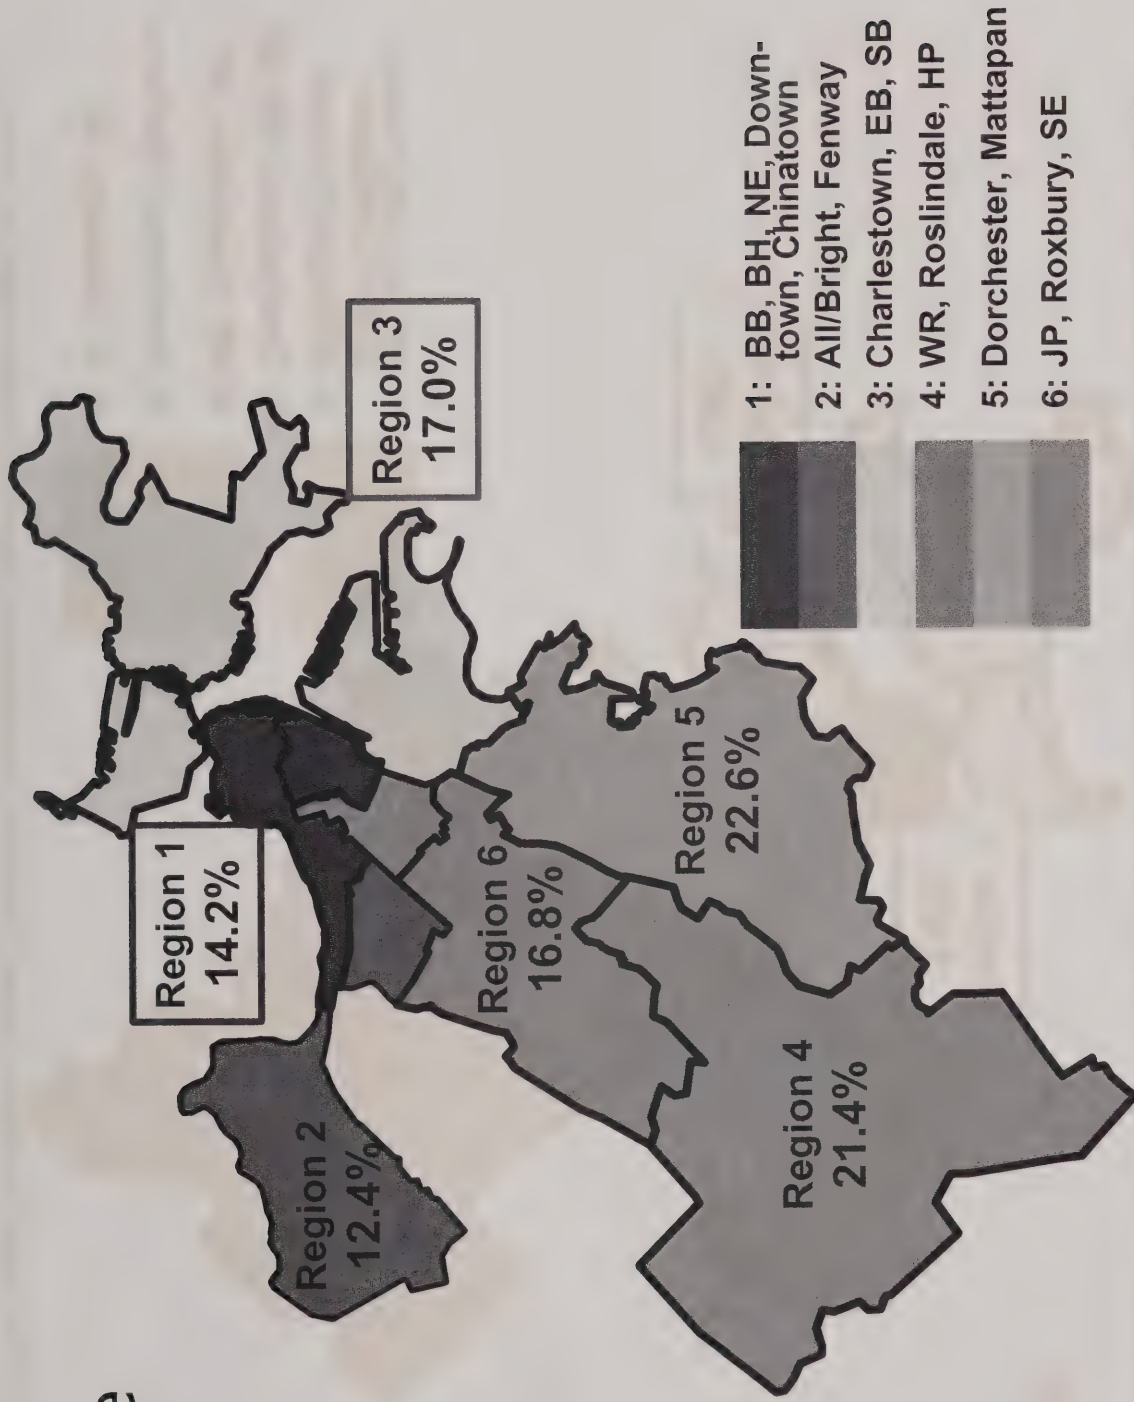 Region 1
14.2%
Region 2
12.4%
Region 3
17.0%
Region 6
16.8%
Region 5
22.6%
Region 4
21.4%
1: BB, BH, NE, Down-
town, Chinatown
2: All/Bright, Fenway
3: Charlestown, EB, SB
4: WR, Roslindale, HP
5: Dorchester, Mattapan
6: JP, Roxbury, SE